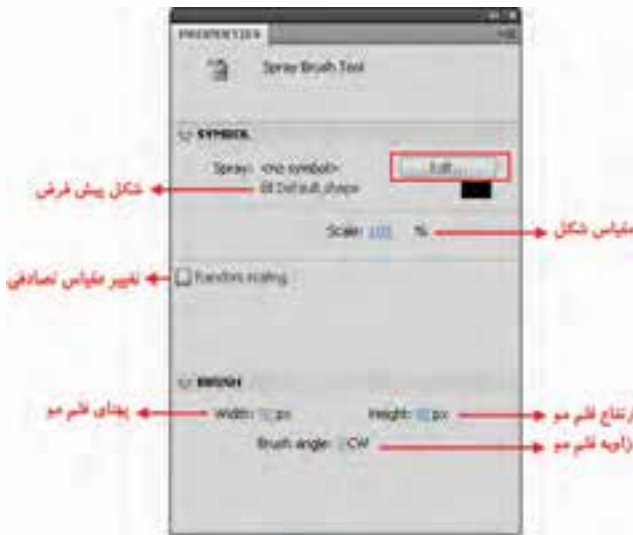 PROPERTIES
Spray Brush Tool
SYMBOL
Spray: <no symbol> Edit...
Default shape
شکل پیش فرض
Scale: 100 %
مقیاس شکل
Random scaling
تغییر مقیاس تصادفی
BRUSH
Width: px Height: px
پهنای قلم مو
ارتفاع قلم مو
Brush angle: CW
زاویه قلم مو